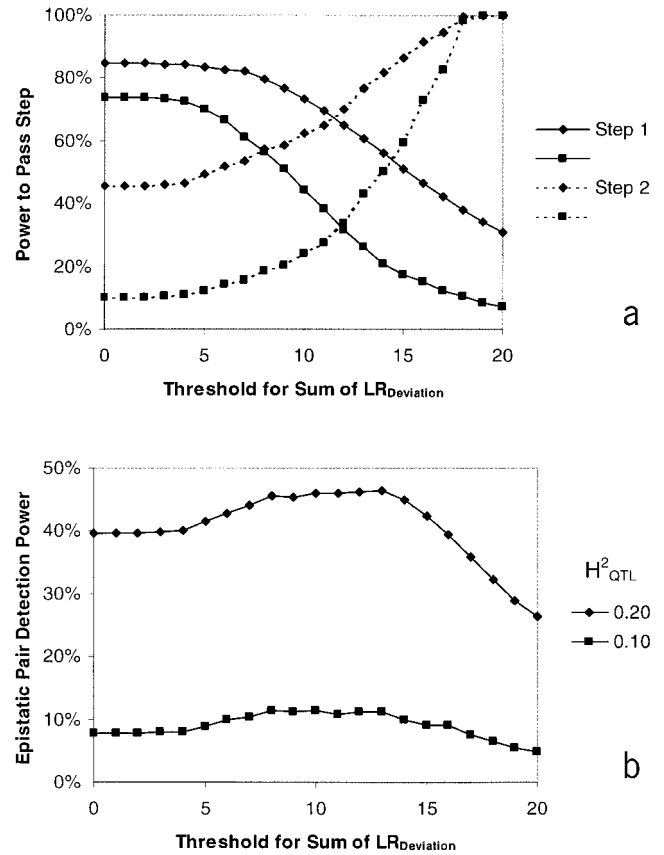 100%
80%
60%
40%
20%
0%
Power to Pass Step
0 5 10 15 20
Threshold for Sum of LRDeviation
Step 1
Step 2
a
50%
40%
30%
20%
10%
0%
Epistatic Pair Detection Power
0 5 10 15 20
Threshold for Sum of LRDeviation
H²QTL
0.20
0.10
b